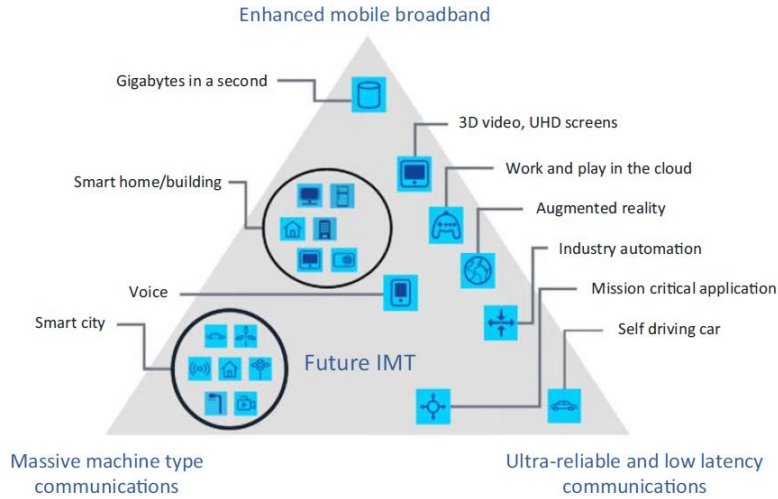 Enhanced mobile broadband
Gigabytes in a second
3D video, UHD screens
Smart home/building
Work and play in the cloud
Augmented reality
Industry automation
Voice
Mission critical application
Smart city
Self driving car
Future IMT
Massive machine type
communications
Ultra-reliable and low latency
communications